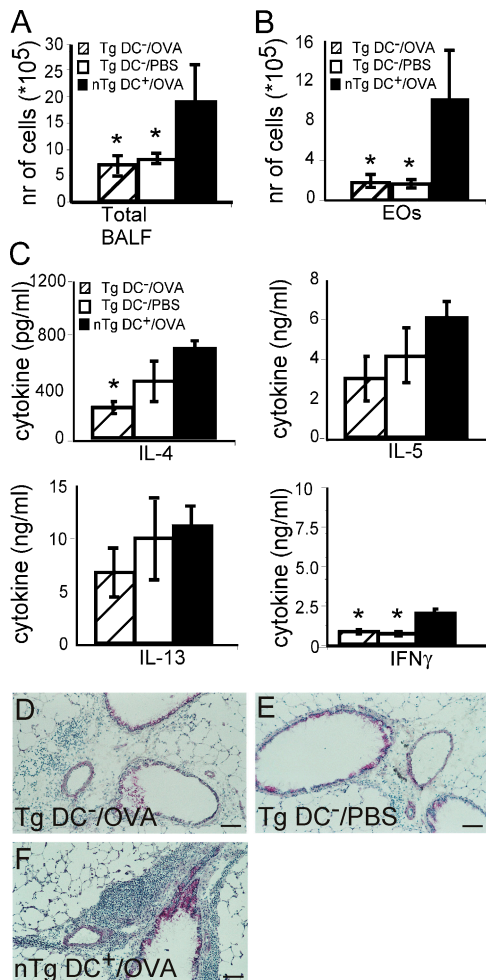 A
nr of cells (*10⁵)
30
25
20
15
10
5
0
Tg DC⁻/OVA
Tg DC⁻/PBS
nTg DC⁺/OVA
*
*
Total
BALF
B
nr of cells (*10⁵)
16
12
8
4
0
Tg DC⁻/OVA
Tg DC⁻/PBS
nTg DC⁺/OVA
*
*
EOs
C
cytokine (pg/ml)
1200
800
400
0
Tg DC⁻/OVA
Tg DC⁻/PBS
nTg DC⁺/OVA
*
IL-4
cytokine (ng/ml)
8
6
4
2
0
IL-5
cytokine (ng/ml)
15
10
5
0
IL-13
cytokine (ng/ml)
10
7.5
5.0
2.5
0
*
*
IFNγ
D
Tg DC⁻/OVA
E
Tg DC⁻/PBS
F
nTg DC⁺/OVA